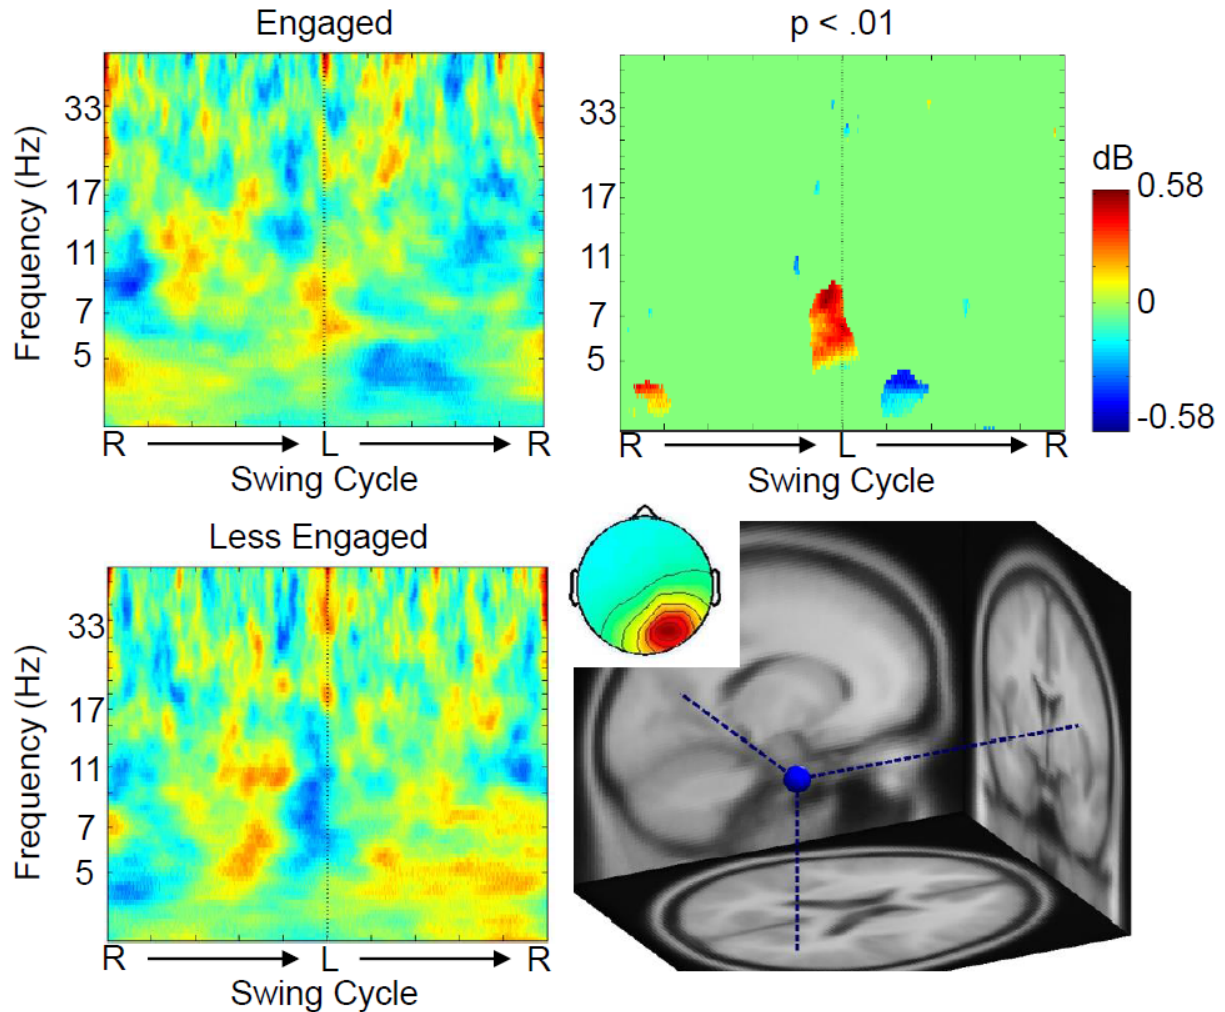 Engaged
Frequency (Hz)
33
17
11
7
5
R L R
Swing Cycle
p < .01
33
17
11
7
5
R L R
Swing Cycle
dB
0.58
0
-0.58
Less Engaged
Frequency (Hz)
33
17
11
7
5
R L R
Swing Cycle